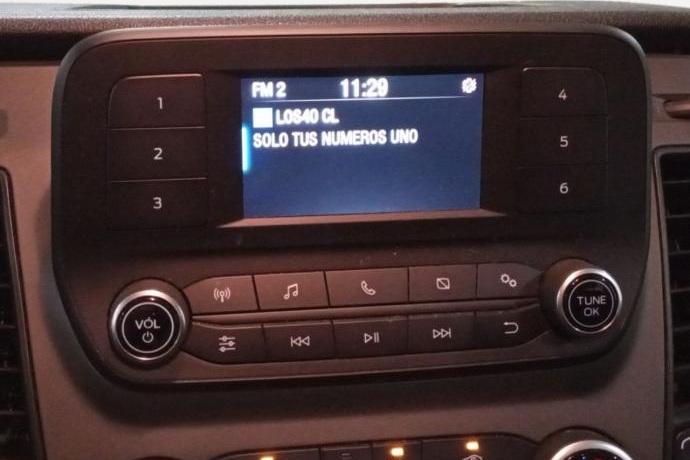 FM 2 11:29
LOS40 CL
SOLO TUS NUMEROS UNO
1
2
3
4
5
6
VOL
TUNE
OK